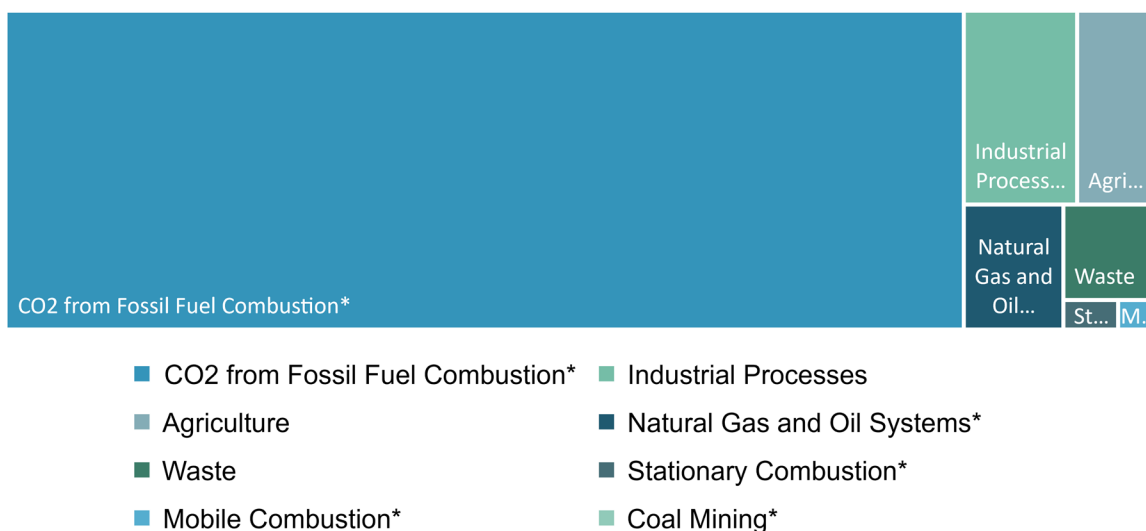 Industrial
Process...
Agri...
Natural
Gas and
Oil...
Waste
CO2 from Fossil Fuel Combustion*
St...
M.
CO2 from Fossil Fuel Combustion*
Industrial Processes
Agriculture
Natural Gas and Oil Systems*
Waste
Stationary Combustion*
Mobile Combustion*
Coal Mining*